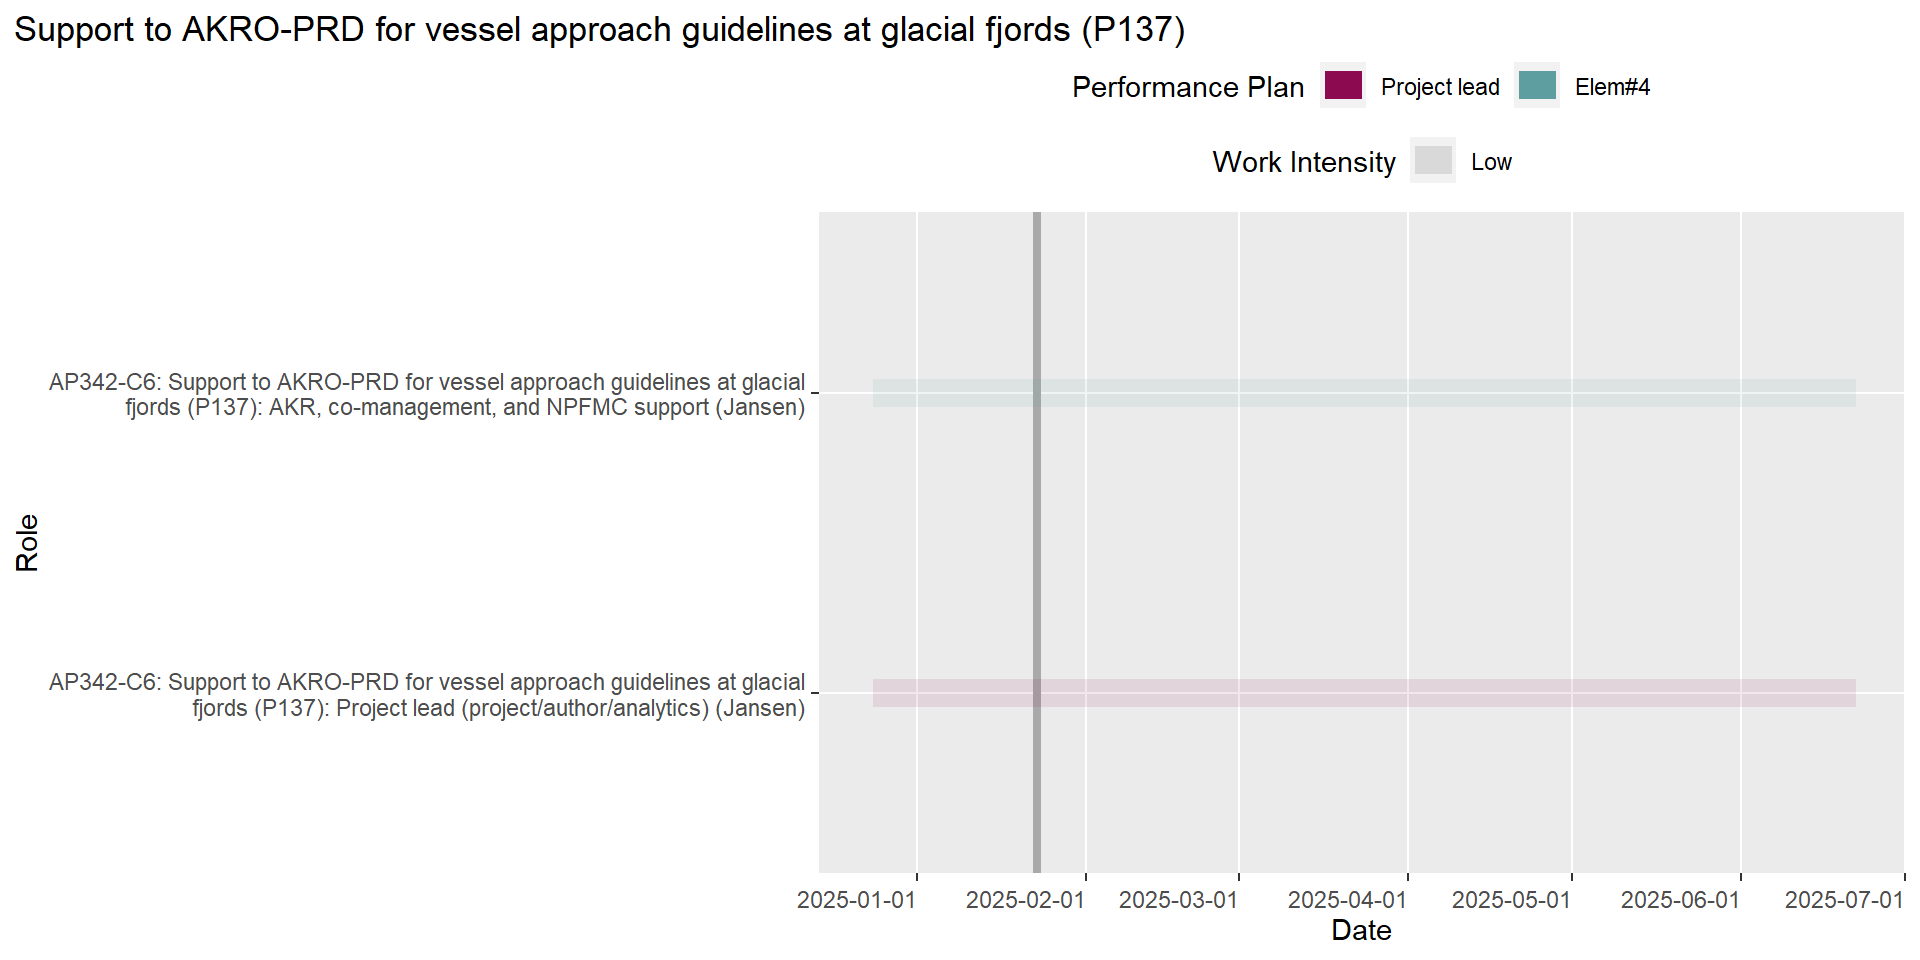 Support to AKRO-PRD for vessel approach guidelines at glacial fjords (P137)
Performance Plan Project lead Elem#4
Work Intensity Low
AP342-C6: Support to AKRO-PRD for vessel approach guidelines at glacial
fjords (P137): AKR, co-management, and NPFMC support (Jansen)
Role
AP342-C6: Support to AKRO-PRD for vessel approach guidelines at glacial
fjords (P137): Project lead (project/author/analytics) (Jansen)
2025-01-01 2025-02-01 2025-03-01 2025-04-01 2025-05-01 2025-06-01 2025-07-01
Date